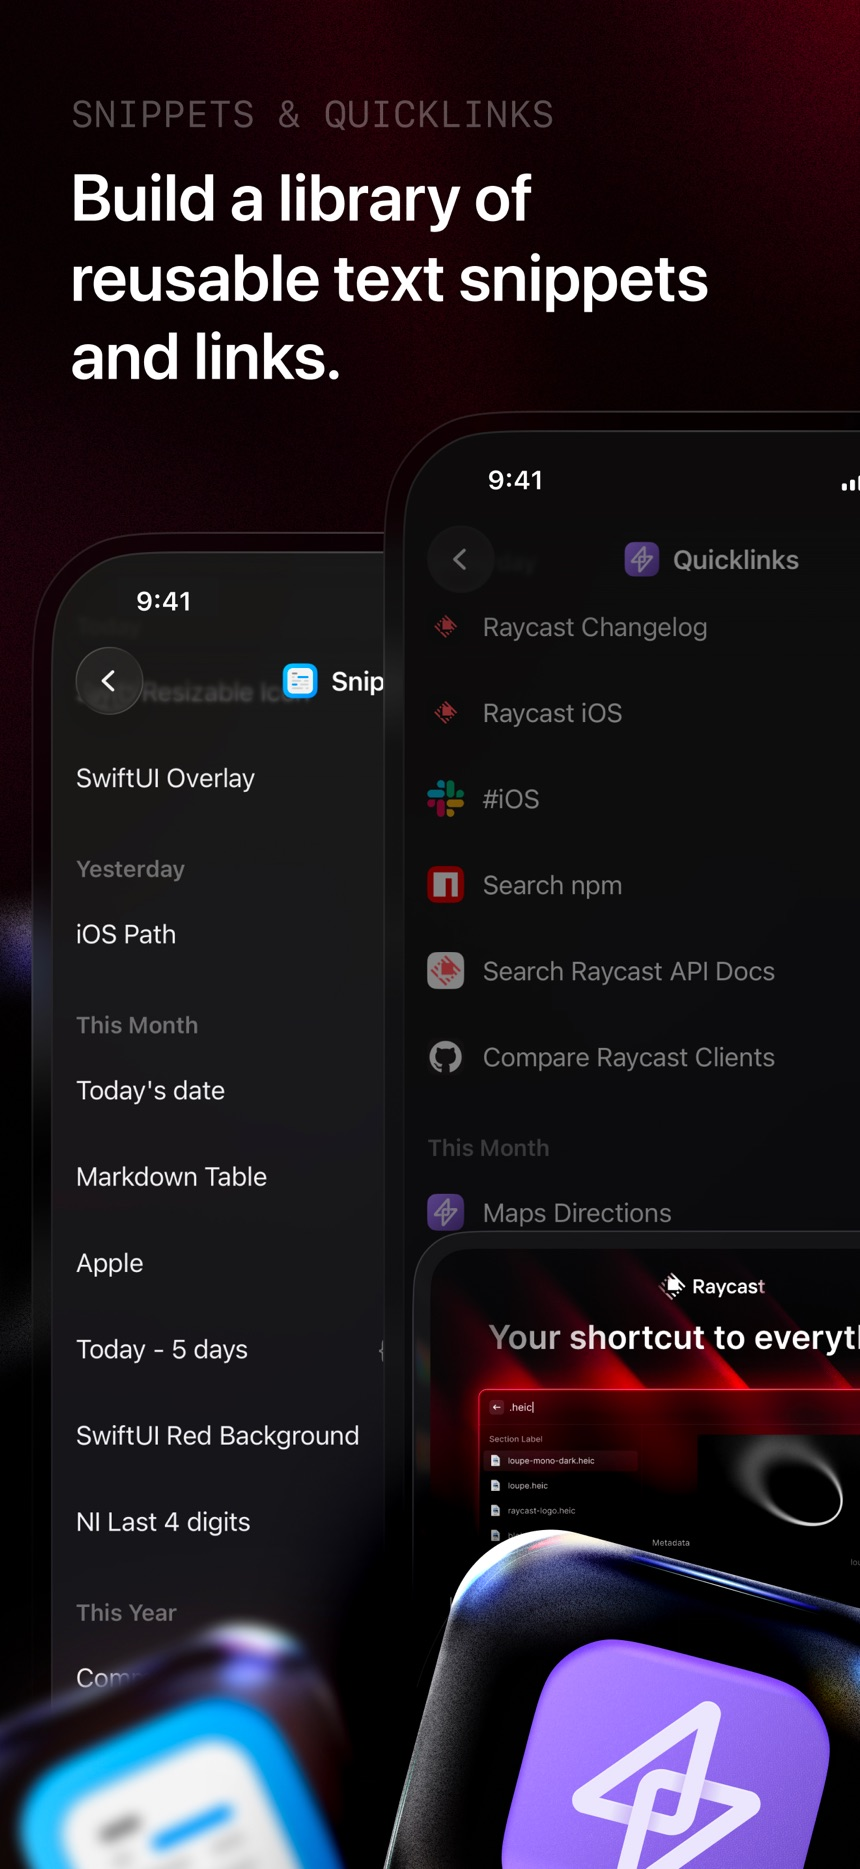 SNIPPETS & QUICKLINKS
Build a library of
reusable text snippets
and links.
9:41
Snip
SwiftUI Overlay
Yesterday
iOS Path
This Month
Today's date
Markdown Table
Apple
Today - 5 days
SwiftUI Red Background
NI Last 4 digits
This Year
9:41
Quicklinks
Raycast Changelog
Raycast iOS
#iOS
Search npm
Search Raycast API Docs
Compare Raycast Clients
This Month
Maps Directions
Raycast
Your shortcut to everyth
.heic
Section Label
loupe-mono-dark.heic
loupe.heic
raycast-logo.heic
Metadata